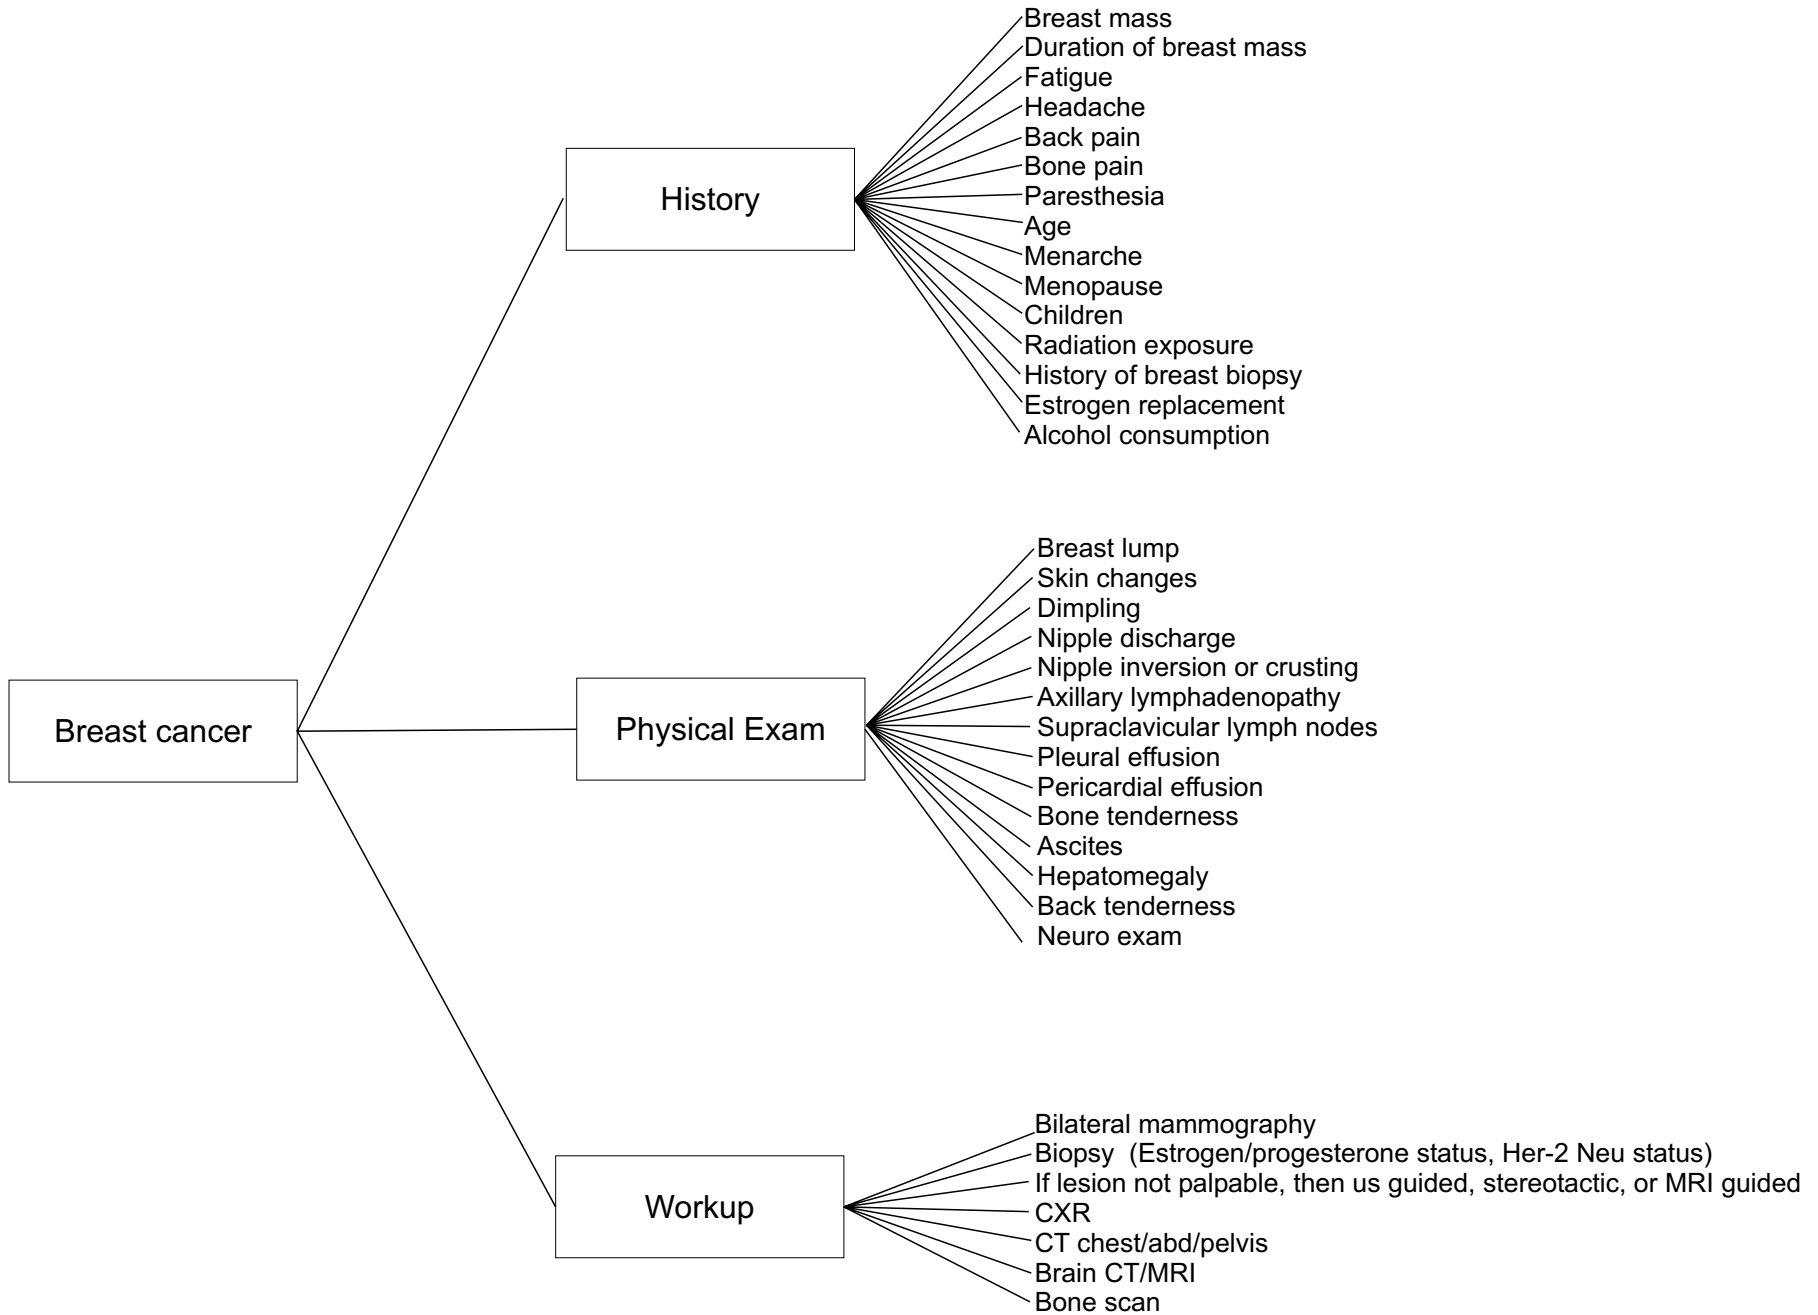 Breast cancer
History
Breast mass
Duration of breast mass
Fatigue
Headache
Back pain
Bone pain
Paresthesia
Age
Menarche
Menopause
Children
Radiation exposure
History of breast biopsy
Estrogen replacement
Alcohol consumption
Physical Exam
Breast lump
Skin changes
Dimpling
Nipple discharge
Nipple inversion or crusting
Axillary lymphadenopathy
Supraclavicular lymph nodes
Pleural effusion
Pericardial effusion
Bone tenderness
Ascites
Hepatomegaly
Back tenderness
Neuro exam
Workup
Bilateral mammography
Biopsy  (Estrogen/progesterone status, Her-2 Neu status)
If lesion not palpable, then us guided, stereotactic, or MRI guided
CXR
CT chest/abd/pelvis
Brain CT/MRI
Bone scan